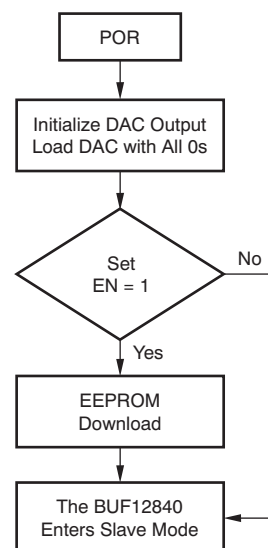 POR
Initialize DAC Output
Load DAC with All 0s
Set
EN = 1
No
Yes
EEPROM
Download
The BUF12840
Enters Slave Mode